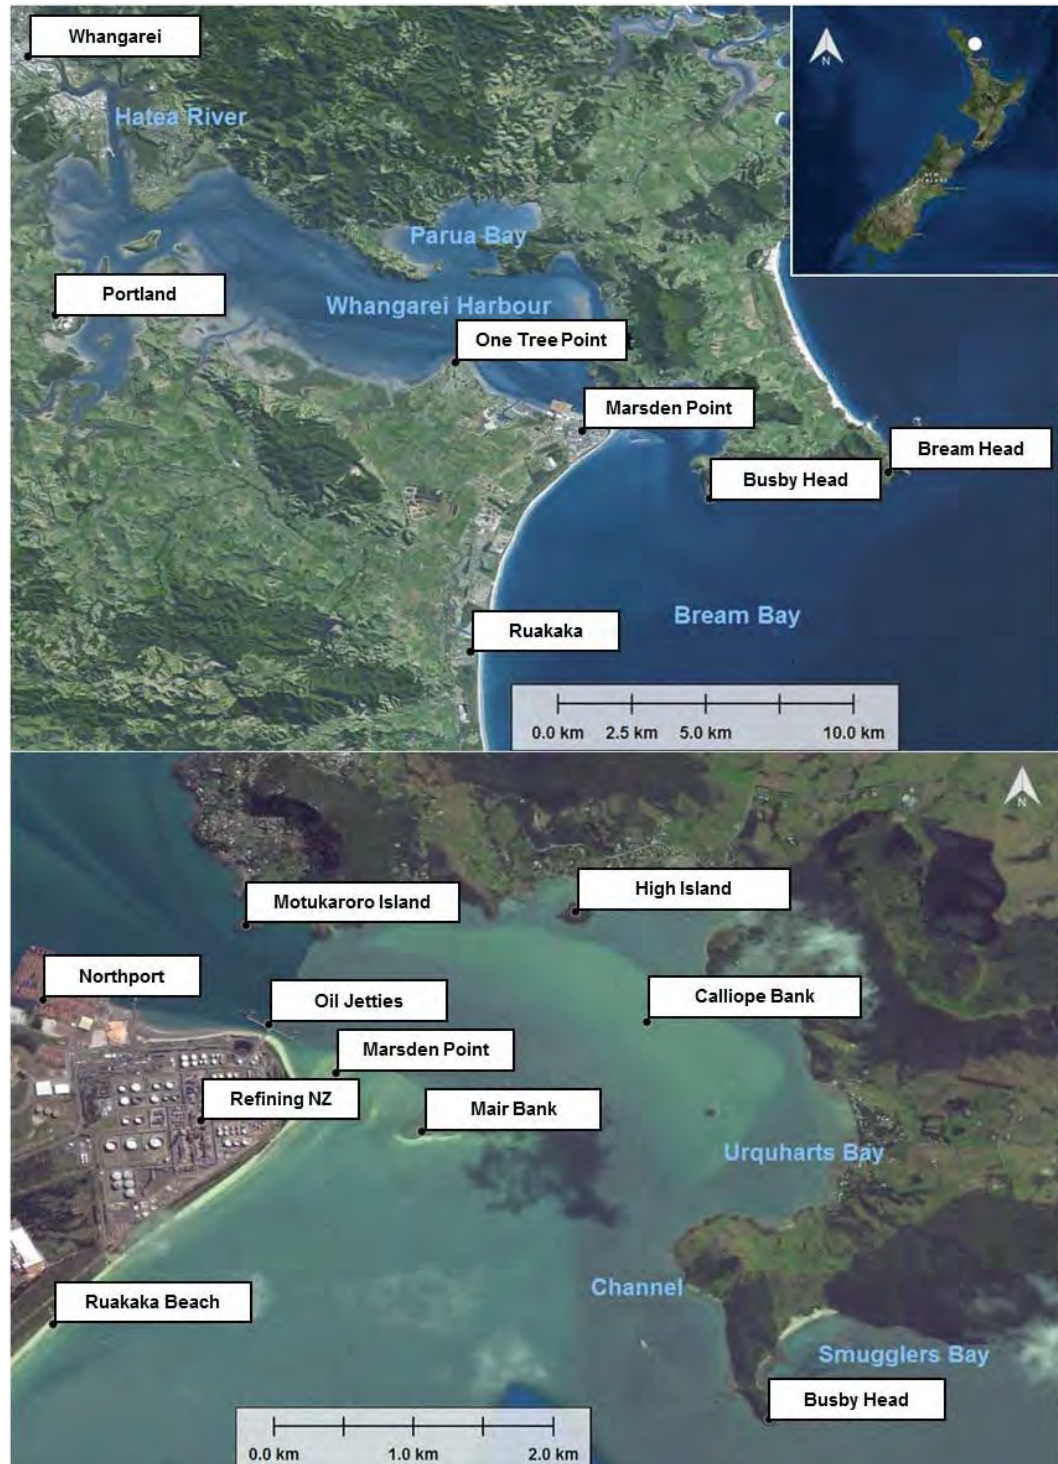 Whangarei
Hatea River
N
NEW
ZEALAND
Parua Bay
Portland
Whangarei Harbour
One Tree Point
Marsden Point
Bream Head
Busby Head
Bream Bay
Ruakaka
0.0 km 2.5 km 5.0 km 10.0 km
N
High Island
Motukaroro Island
Northport
Oil Jetties
Calliope Bank
Marsden Point
Refining NZ
Mair Bank
Urquharts Bay
Channel
Ruakaka Beach
Smugglers Bay
Busby Head
0.0 km 1.0 km 2.0 km